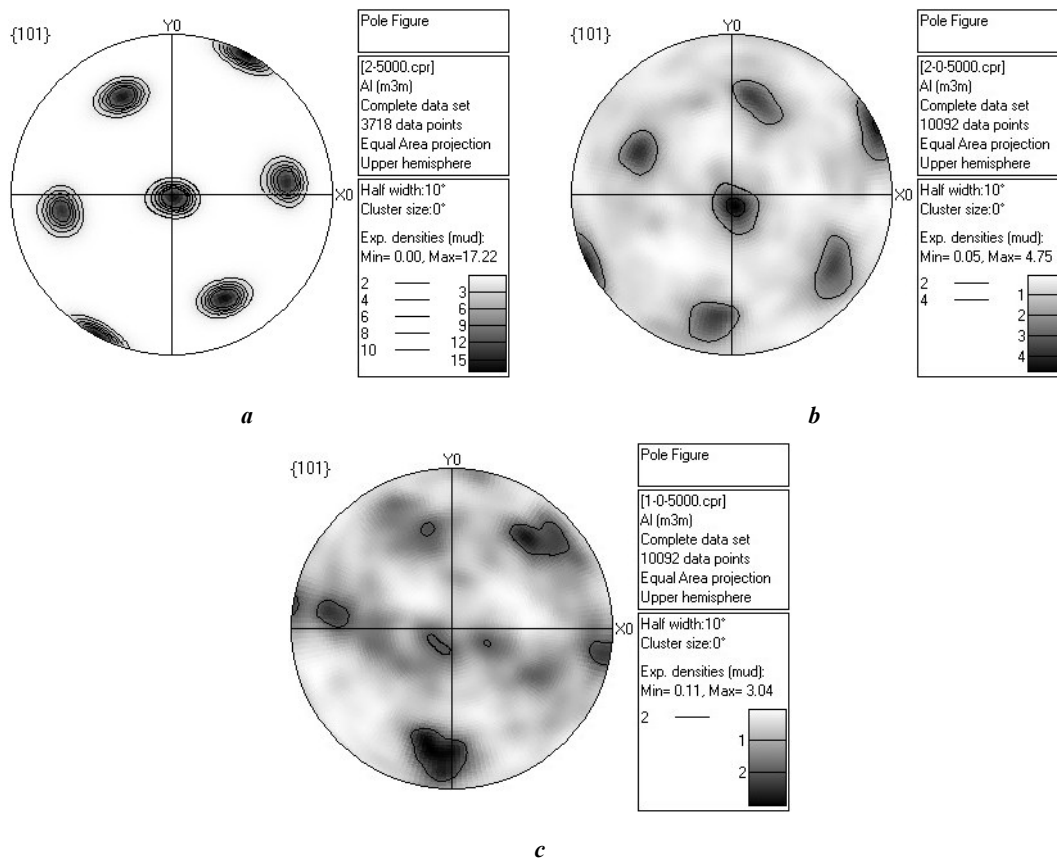 {101}
Y0
X0
Pole Figure
[2-5000.cpr]
Al (m3m)
Complete data set
3718 data points
Equal Area projection
Upper hemisphere
Half width:10°
Cluster size:0°
Exp. densities (mud):
Min= 0.00, Max=17.22
2
4
6
8
10
3
6
9
12
15
a
{101}
Y0
X0
Pole Figure
[2-0-5000.cpr]
Al (m3m)
Complete data set
10092 data points
Equal Area projection
Upper hemisphere
Half width:10°
Cluster size:0°
Exp. densities (mud):
Min= 0.05, Max= 4.75
2
4
1
2
3
4
b
{101}
Y0
X0
Pole Figure
[1-0-5000.cpr]
Al (m3m)
Complete data set
10092 data points
Equal Area projection
Upper hemisphere
Half width:10°
Cluster size:0°
Exp. densities (mud):
Min= 0.11, Max= 3.04
2
1
2
c